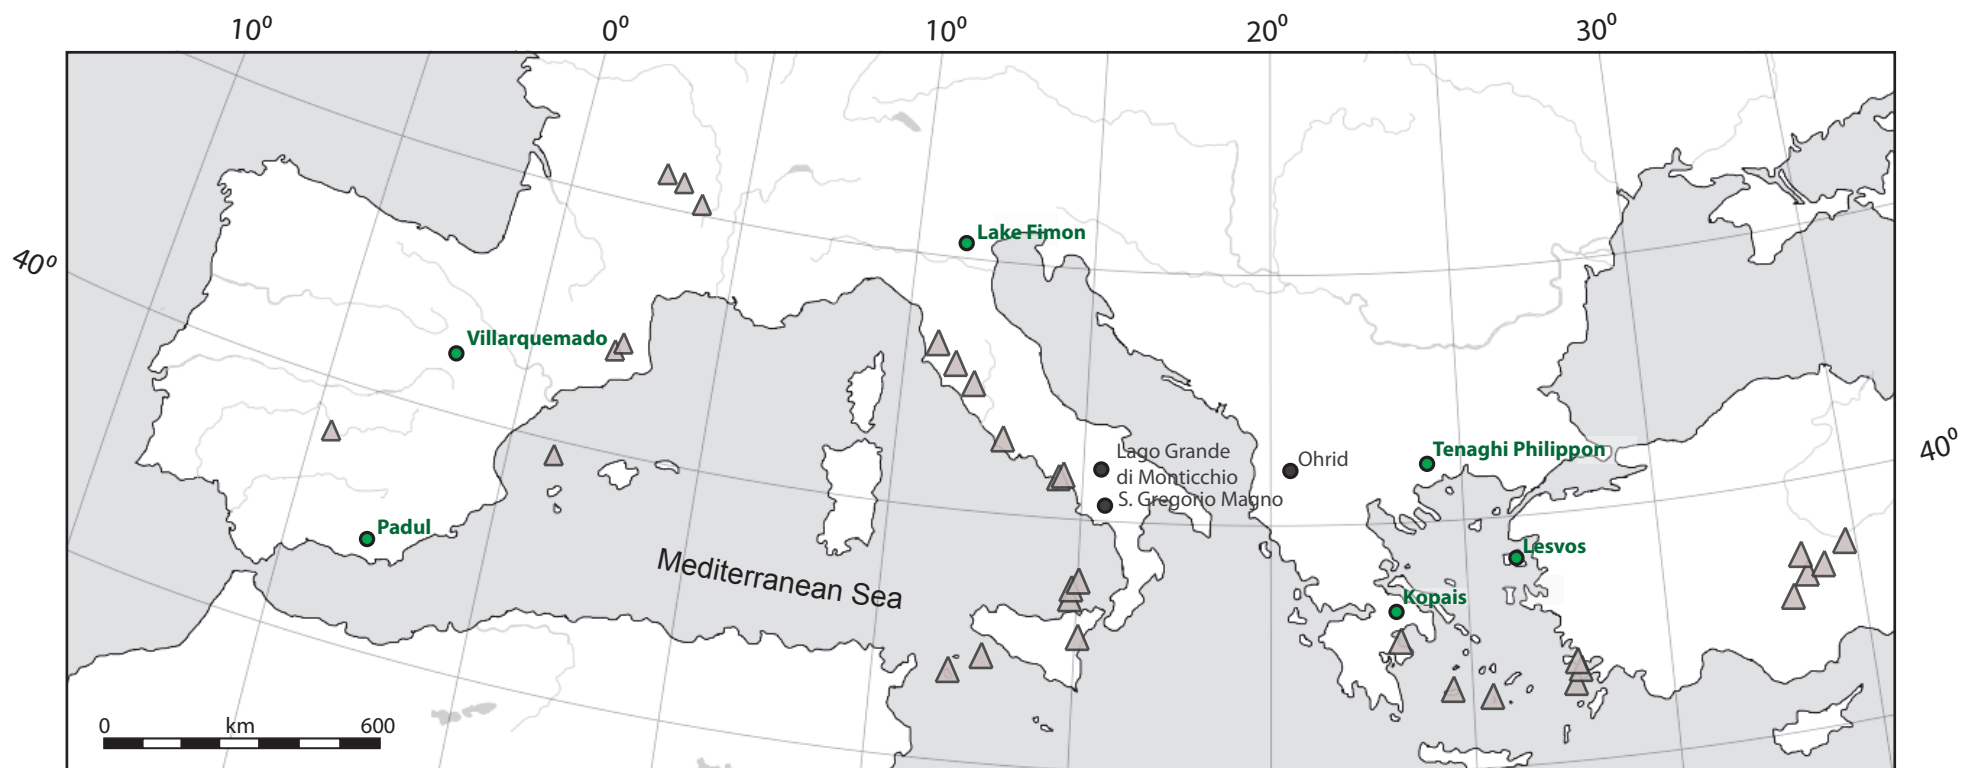 10⁰ 0⁰ 10⁰ 20⁰ 30⁰
Lake Fimon
40⁰
Villarquemado
Lago Grande
di Monticchio
S. Gregorio Magno
Ohrid
Tenaghi Philippon
40⁰
Padul
Lesvos
Mediterranean Sea
Kopais
0 km 600